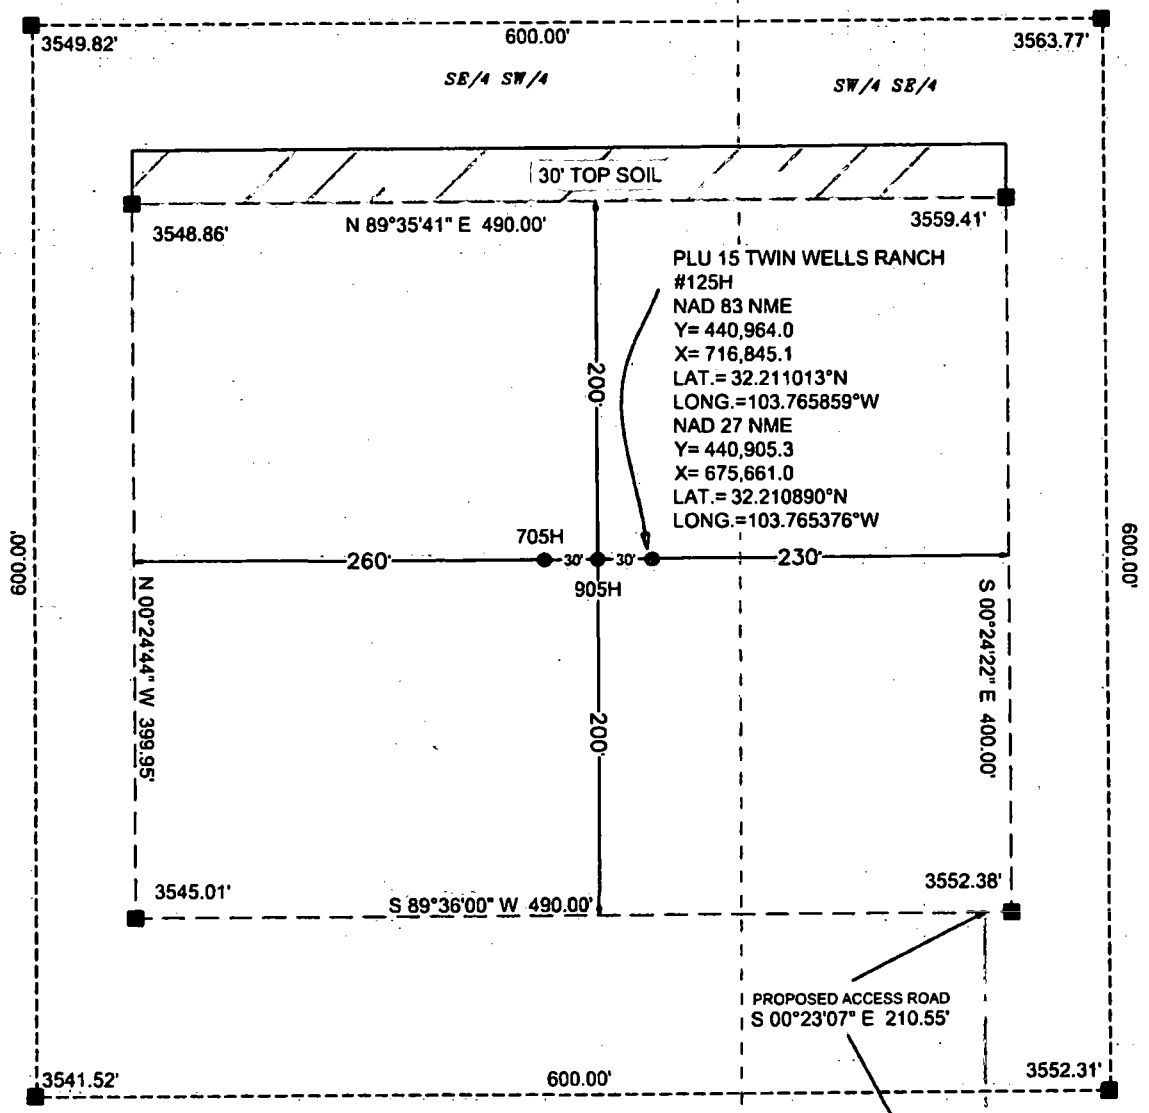 600.00'
3549.82'
3563.77'
SE/4 SW/4
SW/4 SE/4
30' TOP SOIL
N 89°35'41" E 490.00'
3548.86'
3559.41'
PLU 15 TWIN WELLS RANCH
#125H
NAD 83 NME
Y= 440,964.0
X= 716,845.1
LAT.= 32.211013°N
LONG.=103.765859°W
NAD 27 NME
Y= 440,905.3
X= 675,661.0
LAT.= 32.210890°N
LONG.=103.765376°W
200'
705H
260'
30'
30'
230'
905H
600.00'
600.00'
N 00°24'44" W 399.95'
S 00°24'22" E 400.00'
200'
3545.01'
3552.38'
S 89°36'00" W 490.00'
PROPOSED ACCESS ROAD
S 00°23'07" E 210.55'
3541.52'
600.00'
3552.31'